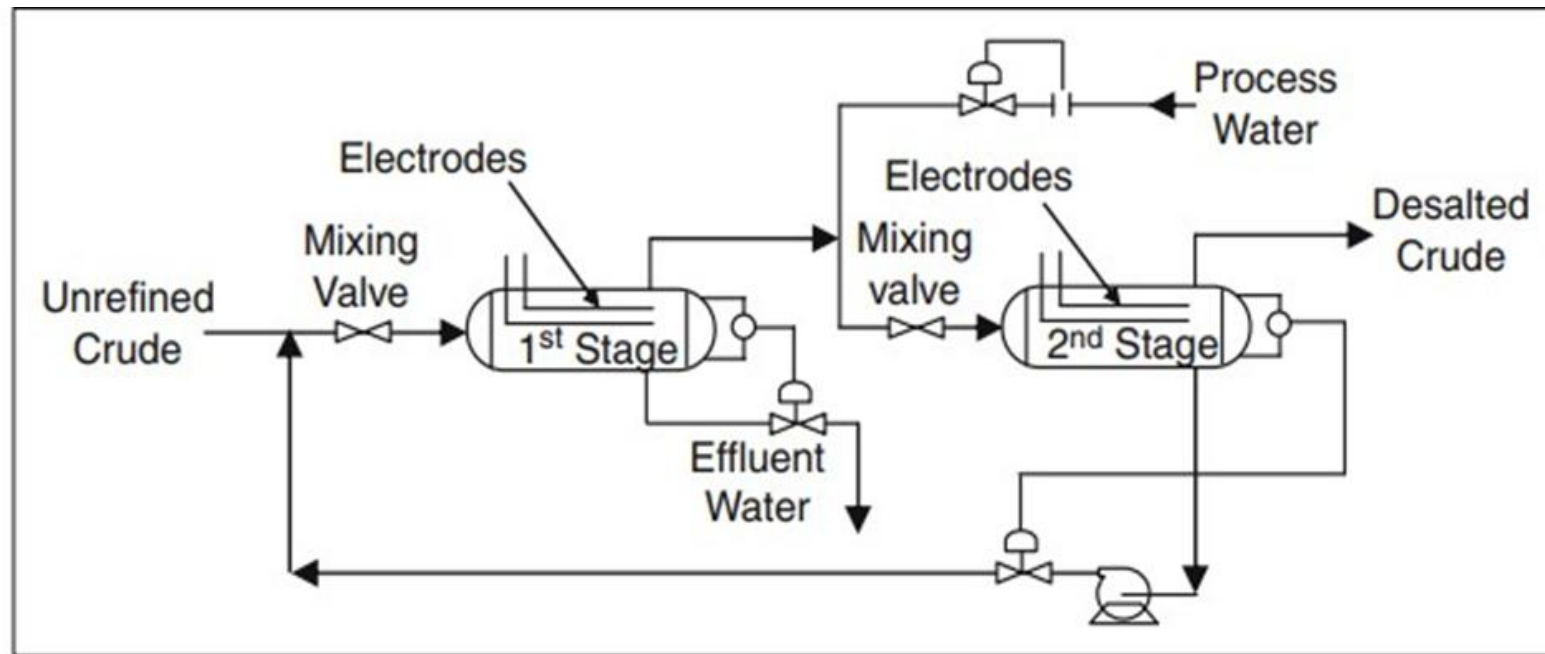 Process
Water
Electrodes
Electrodes
Desalted
Crude
Mixing
Valve
Mixing
valve
Unrefined
Crude
1st Stage
2nd Stage
Effluent
Water